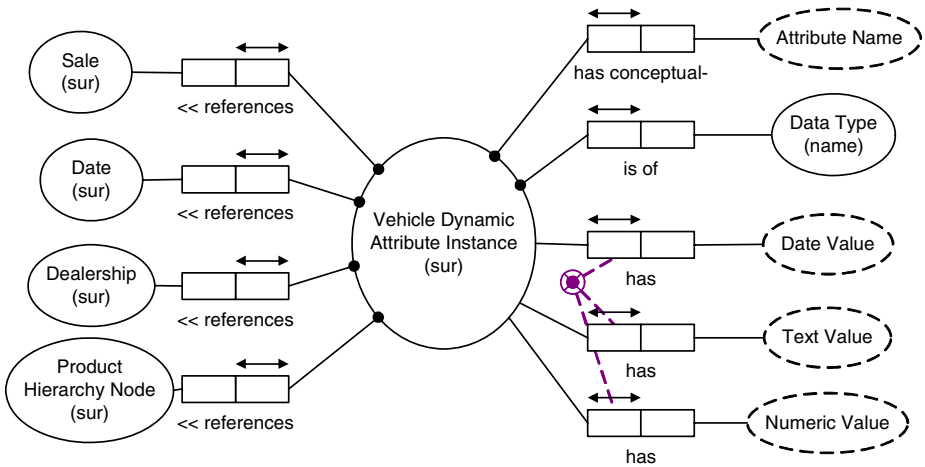 Sale
(sur)
<< references
Date
(sur)
<< references
Dealership
(sur)
<< references
Product
Hierarchy Node
(sur)
<< references
Vehicle Dynamic
Attribute Instance
(sur)
has conceptual-
Attribute Name
is of
Data Type
(name)
has
Date Value
has
Text Value
has
Numeric Value